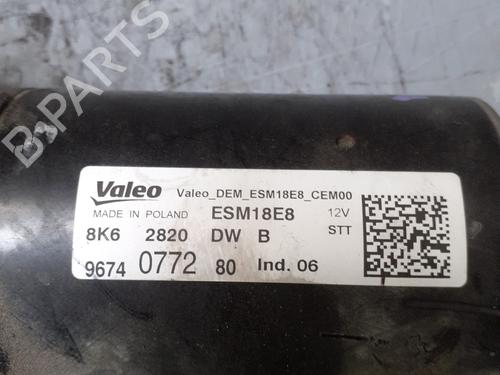 B-PARTS
Valeo Valeo_DEM_ESM18E8_CEM00
MADE IN POLAND ESM18E8 12V
8K6 2820 DW B STT
9674 0772 80 Ind. 06